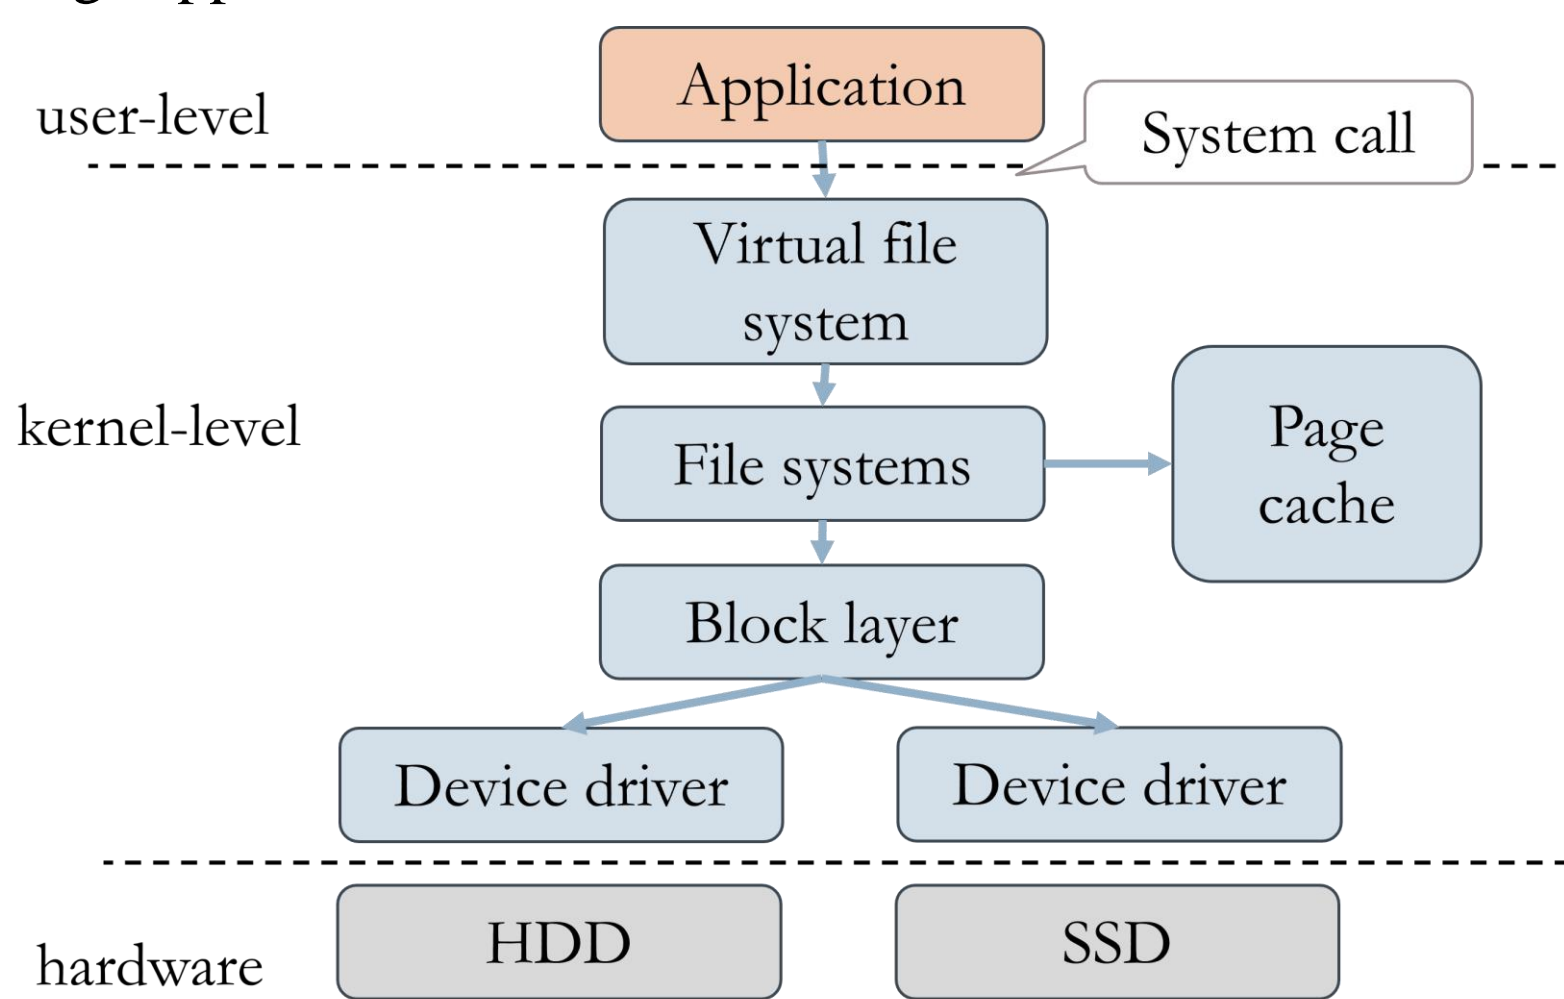 Application
user-level
System call
Virtual file
system
kernel-level
File systems
Page
cache
Block layer
Device driver
Device driver
HDD
SSD
hardware